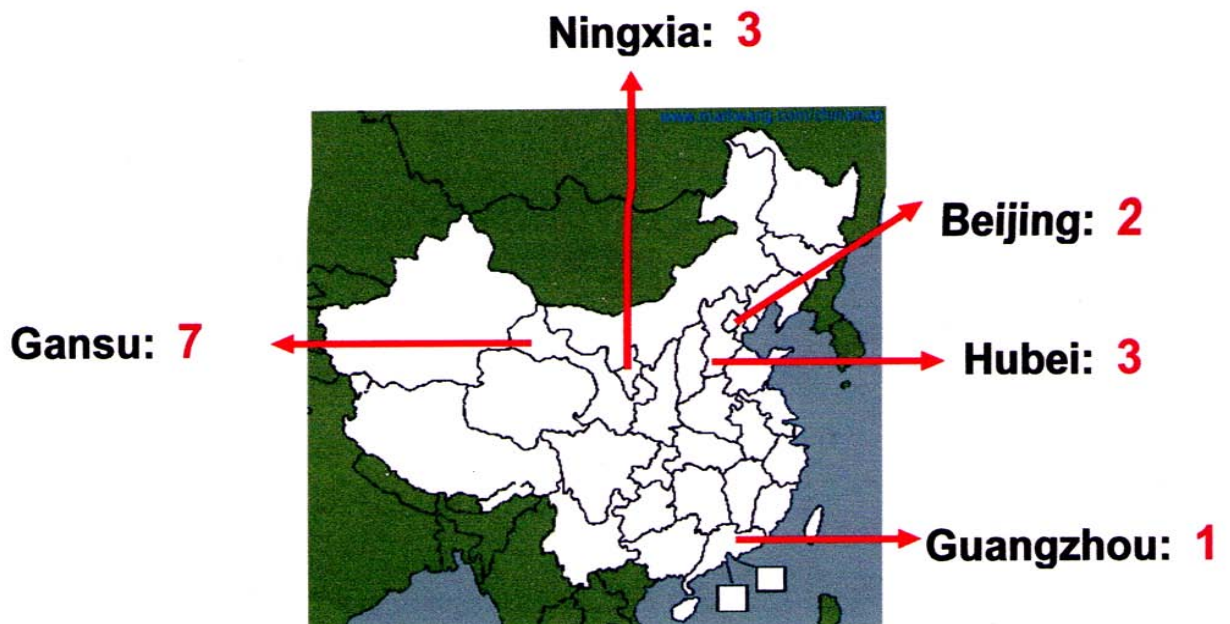 Ningxia: 3
Beijing: 2
Gansu: 7
Hubei: 3
Guangzhou: 1